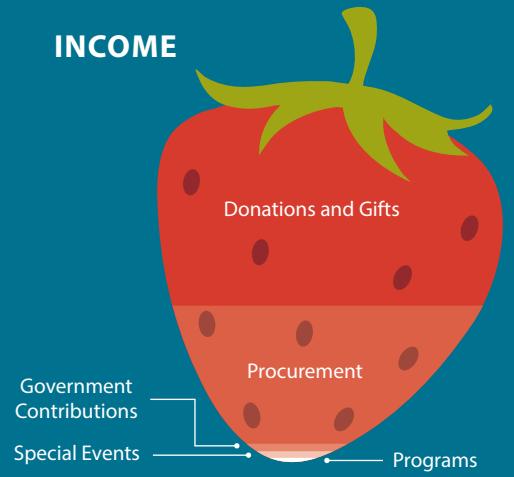 INCOME
Donations and Gifts
Procurement
Government
Contributions
Special Events
Programs